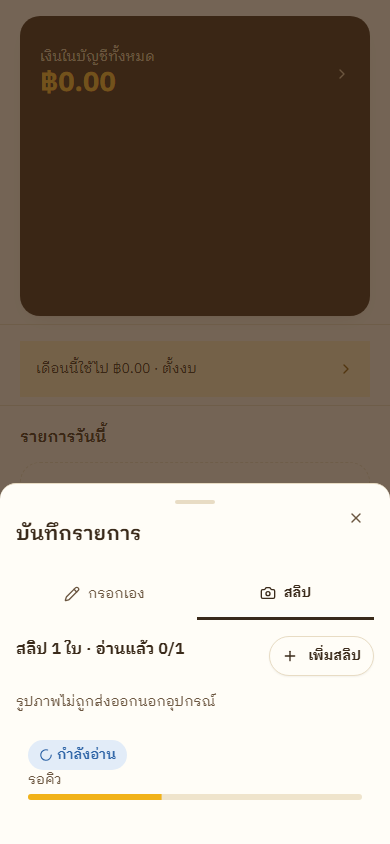 เงินในบัญชีทั้งหมด
฿0.00
เดือนนี้ใช้ไป ฿0.00 · ตั้งงบ
รายการวันนี้
บันทึกรายการ
กรอกเอง
สลิป
สลิป 1 ใบ · อ่านแล้ว 0/1
เพิ่มสลิป
รูปภาพไม่ถูกส่งออกนอกอุปกรณ์
กำลังอ่าน
รอคิว